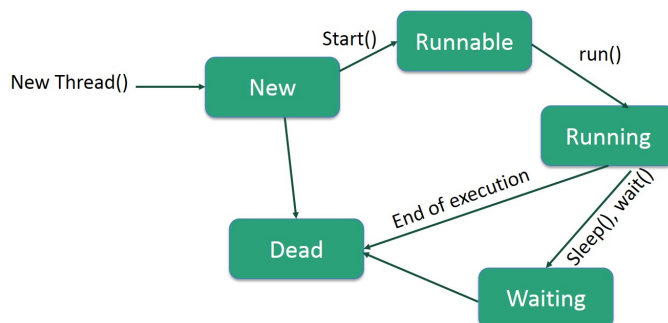 Start()
Runnable
run()
New Thread()
New
Running
End of execution
Sleep(), wait()
Dead
Waiting